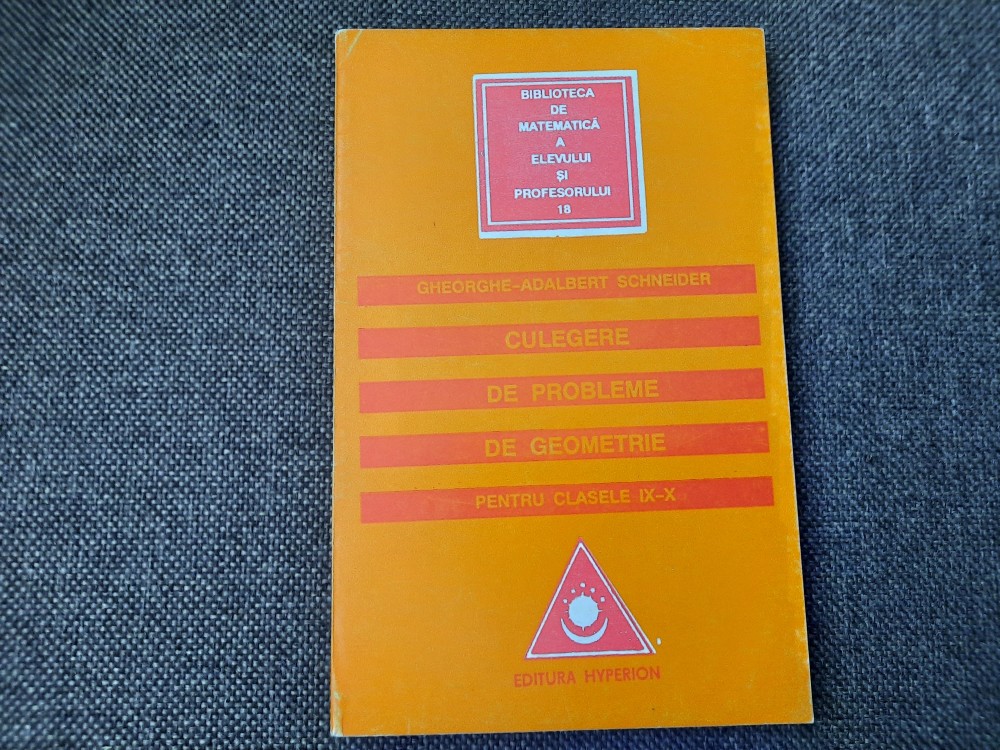 BIBLIOTECA
DE
MATEMATICĂ
A
ELEVULUI
ȘI
PROFESORULUI
18
GHEORGHE-ADALBERT SCHNEIDER
CULEGERE
DE PROBLEME
DE GEOMETRIE
PENTRU CLASELE IX-X
EDITURA HYPERION